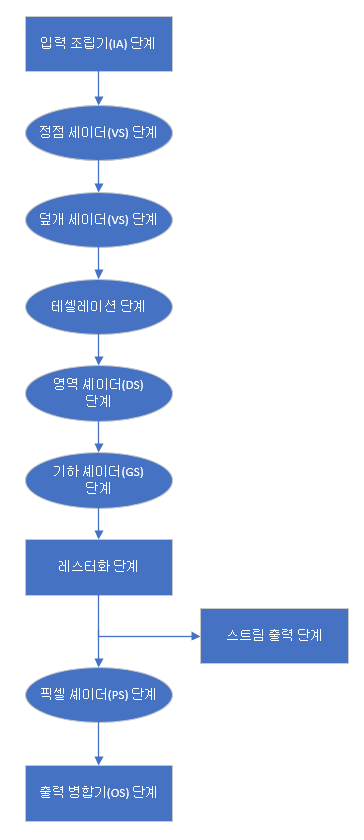 입력 조립기(IA) 단계
정점 세이더(VS) 단계
덮개 세이더(VS) 단계
테셀레이션 단계
영역 셰이더(DS)
단계
기하 셰이더(GS)
단계
레스터화 단계
스트림 출력 단계
픽셀 셰이더(PS) 단계
출력 병합기(OS) 단계